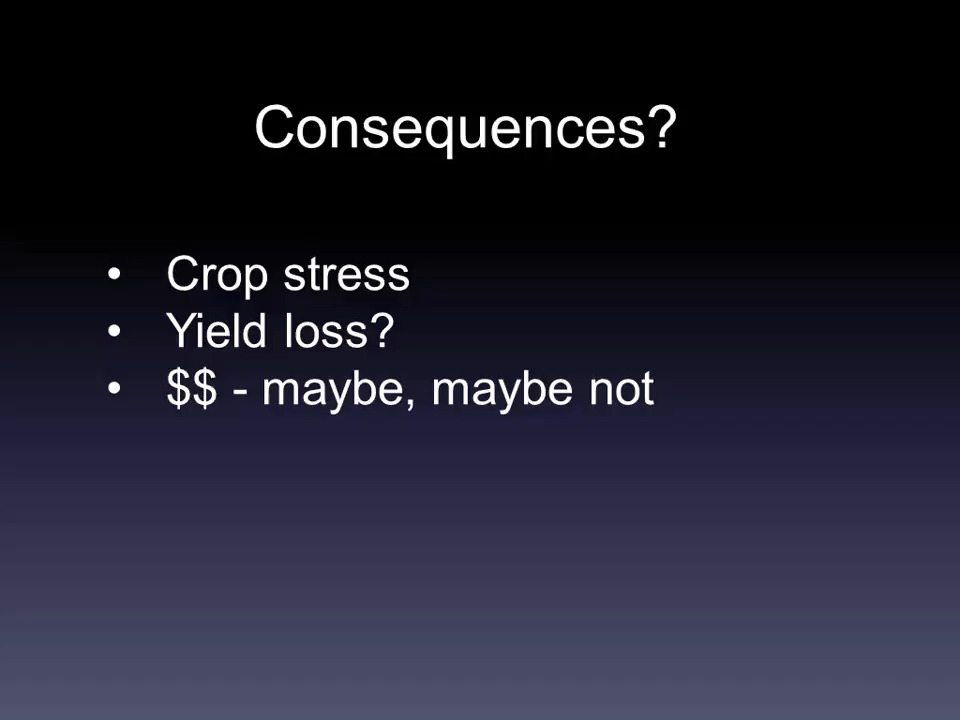 Consequences?
• Crop stress
• Yield loss?
• $$ - maybe, maybe not